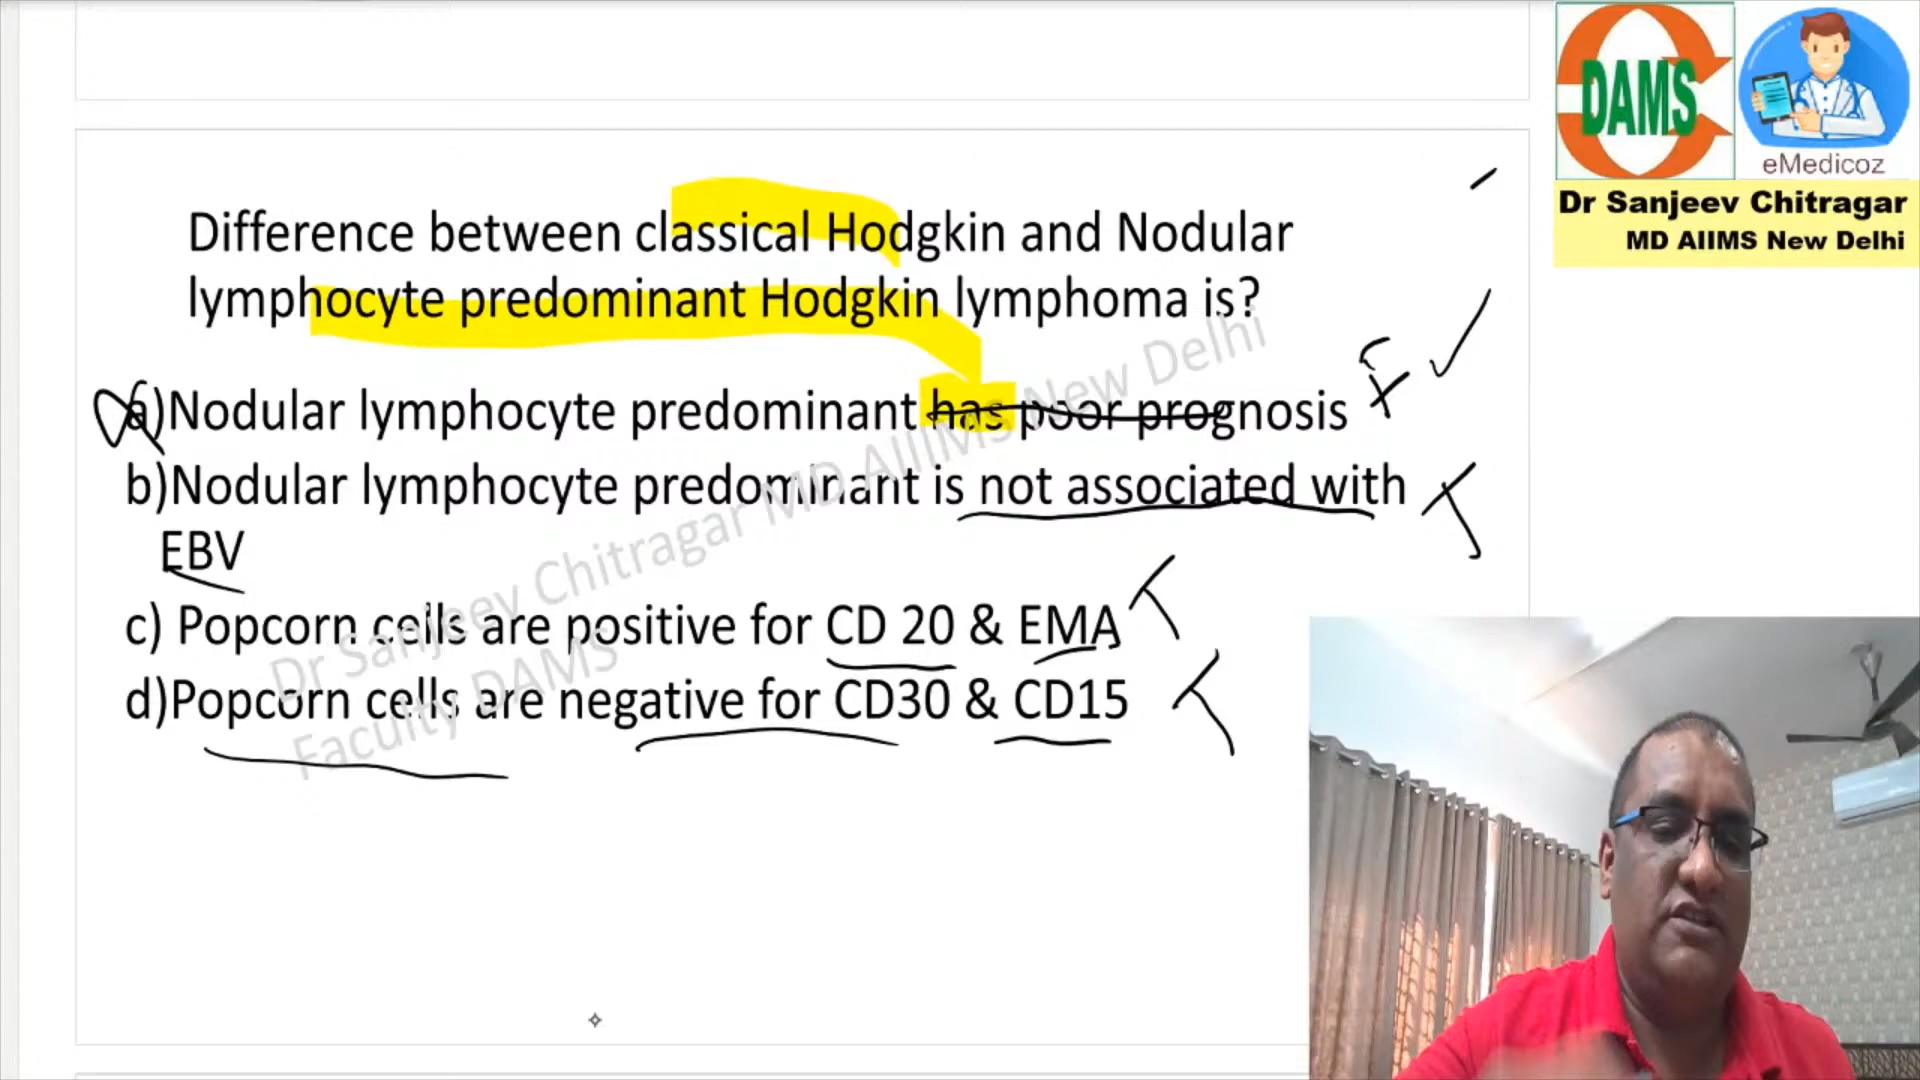 DAMS
eMedicoz
Dr Sanjeev Chitragar
MD AIIMS New Delhi
Difference between classical Hodgkin and Nodular
lymphocyte predominant Hodgkin lymphoma is?
a)Nodular lymphocyte predominant has poor prognosis F
b)Nodular lymphocyte predominant is not associated with T
EBV
c) Popcorn cells are positive for CD 20 & EMA T
d)Popcorn cells are negative for CD30 & CD15 T
Dr Sanjeev Chitragar MD AIIMS New Delhi
Faculty DAMS